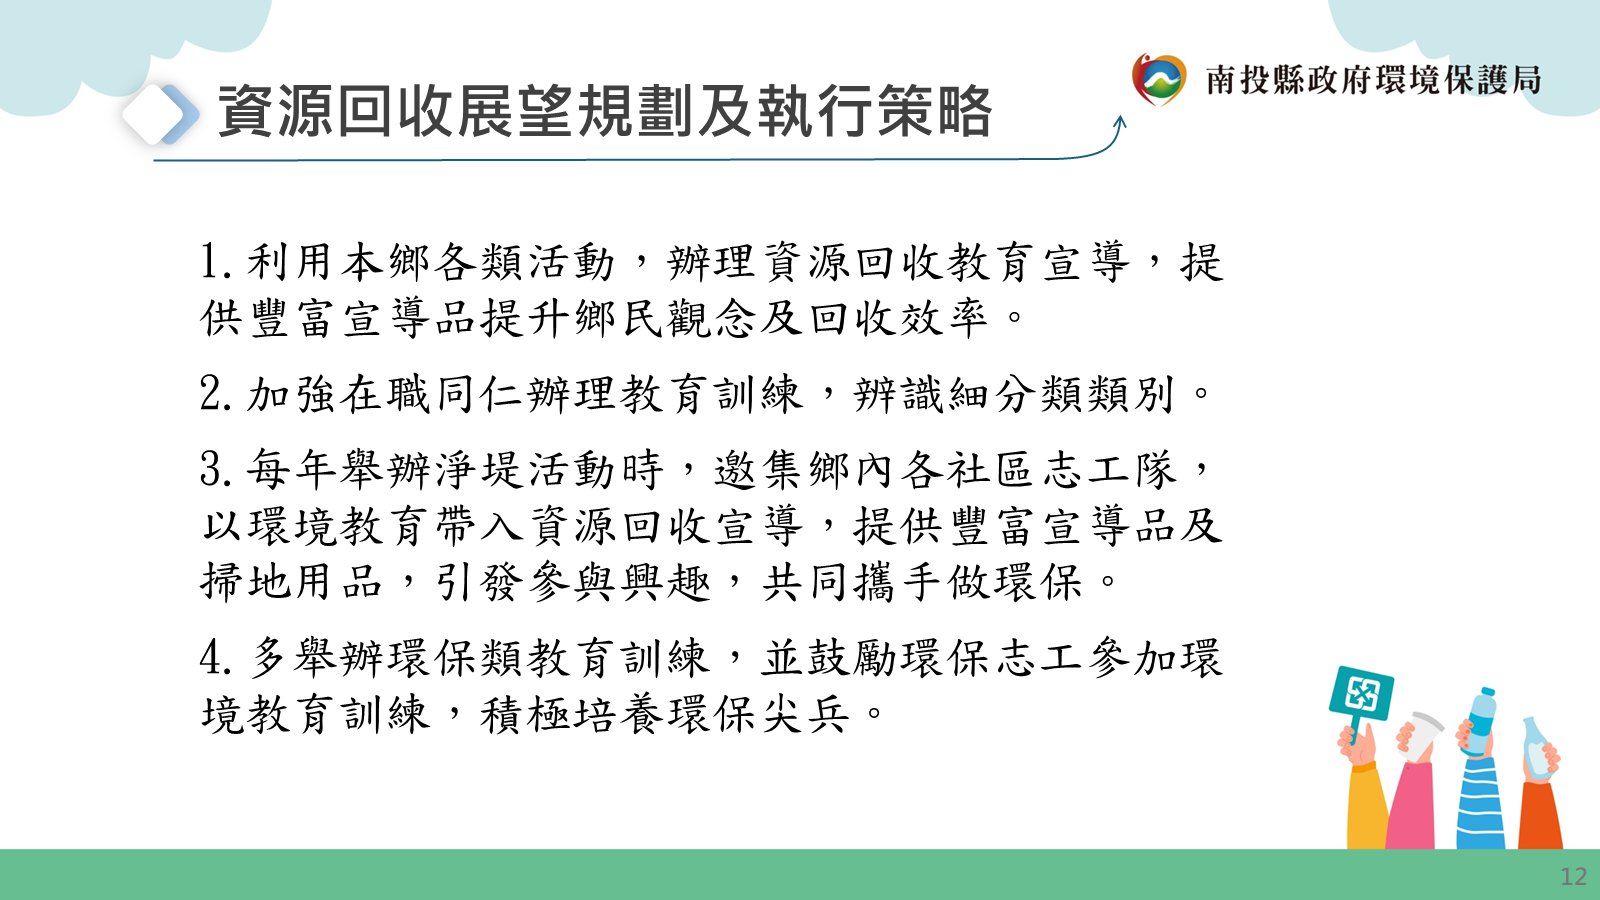 資源回收展望規劃及執行策略
南投縣政府環境保護局
1.利用本鄉各類活動，辦理資源回收教育宣導，提
供豐富宣導品提升鄉民觀念及回收效率。
2.加強在職同仁辦理教育訓練，辨識細分類類別。
3.每年舉辦淨堤活動時，邀集鄉內各社區志工隊，
以環境教育帶入資源回收宣導，提供豐富宣導品及
掃地用品，引發參與興趣，共同攜手做環保。
4.多舉辦環保類教育訓練，並鼓勵環保志工參加環
境教育訓練，積極培養環保尖兵。
12